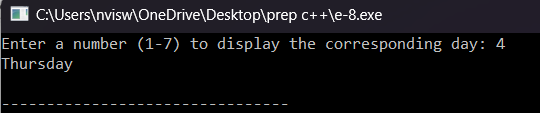 C:\Users\nvisw\OneDrive\Desktop\prep c++\e-8.exe
Enter a number (1-7) to display the corresponding day: 4
Thursday
--------------------------------